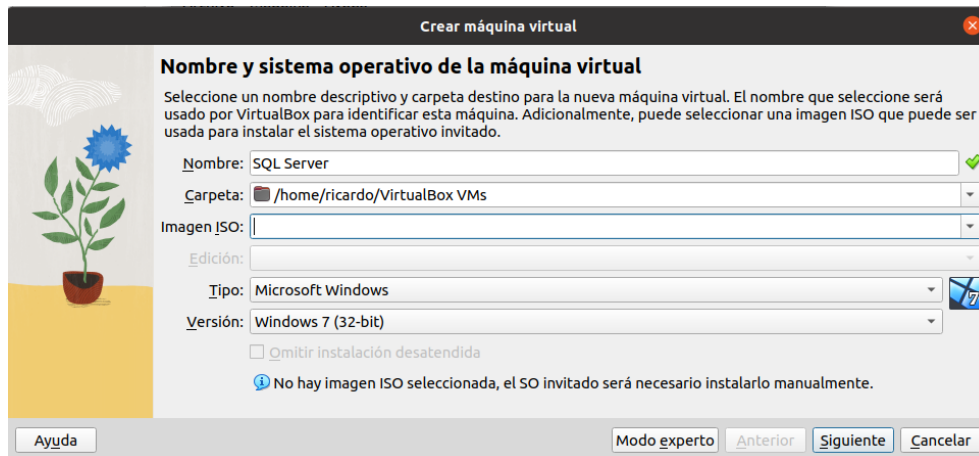 Crear máquina virtual
Nombre y sistema operativo de la máquina virtual
Seleccione un nombre descriptivo y carpeta destino para la nueva máquina virtual. El nombre que seleccione será
usado por VirtualBox para identificar esta máquina. Adicionalmente, puede seleccionar una imagen ISO que puede ser
usada para instalar el sistema operativo invitado.
Nombre: SQL Server
Carpeta: /home/ricardo/VirtualBox VMs
Imagen ISO:
Edición:
Tipo: Microsoft Windows
7
Versión: Windows 7 (32-bit)
Omitir instalación desatendida
No hay imagen ISO seleccionada, el SO invitado será necesario instalarlo manualmente.
Ayuda Modo experto Anterior Siguiente Cancelar